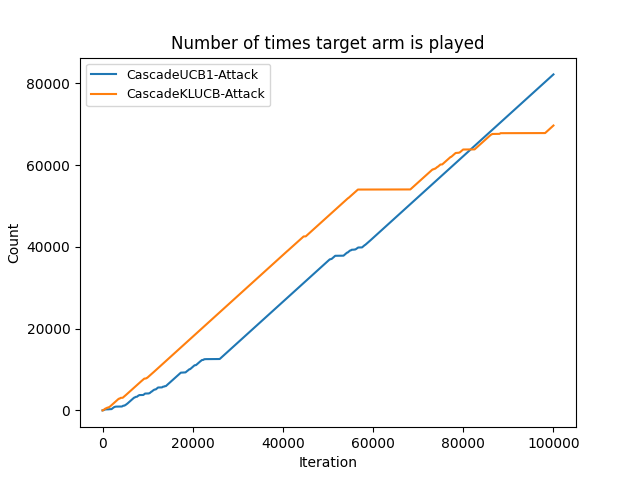 Number of times target arm is played
CascadeUCB1-Attack
CascadeKLUCB-Attack
80000
60000
40000
20000
0
Count
0 20000 40000 60000 80000 100000
Iteration